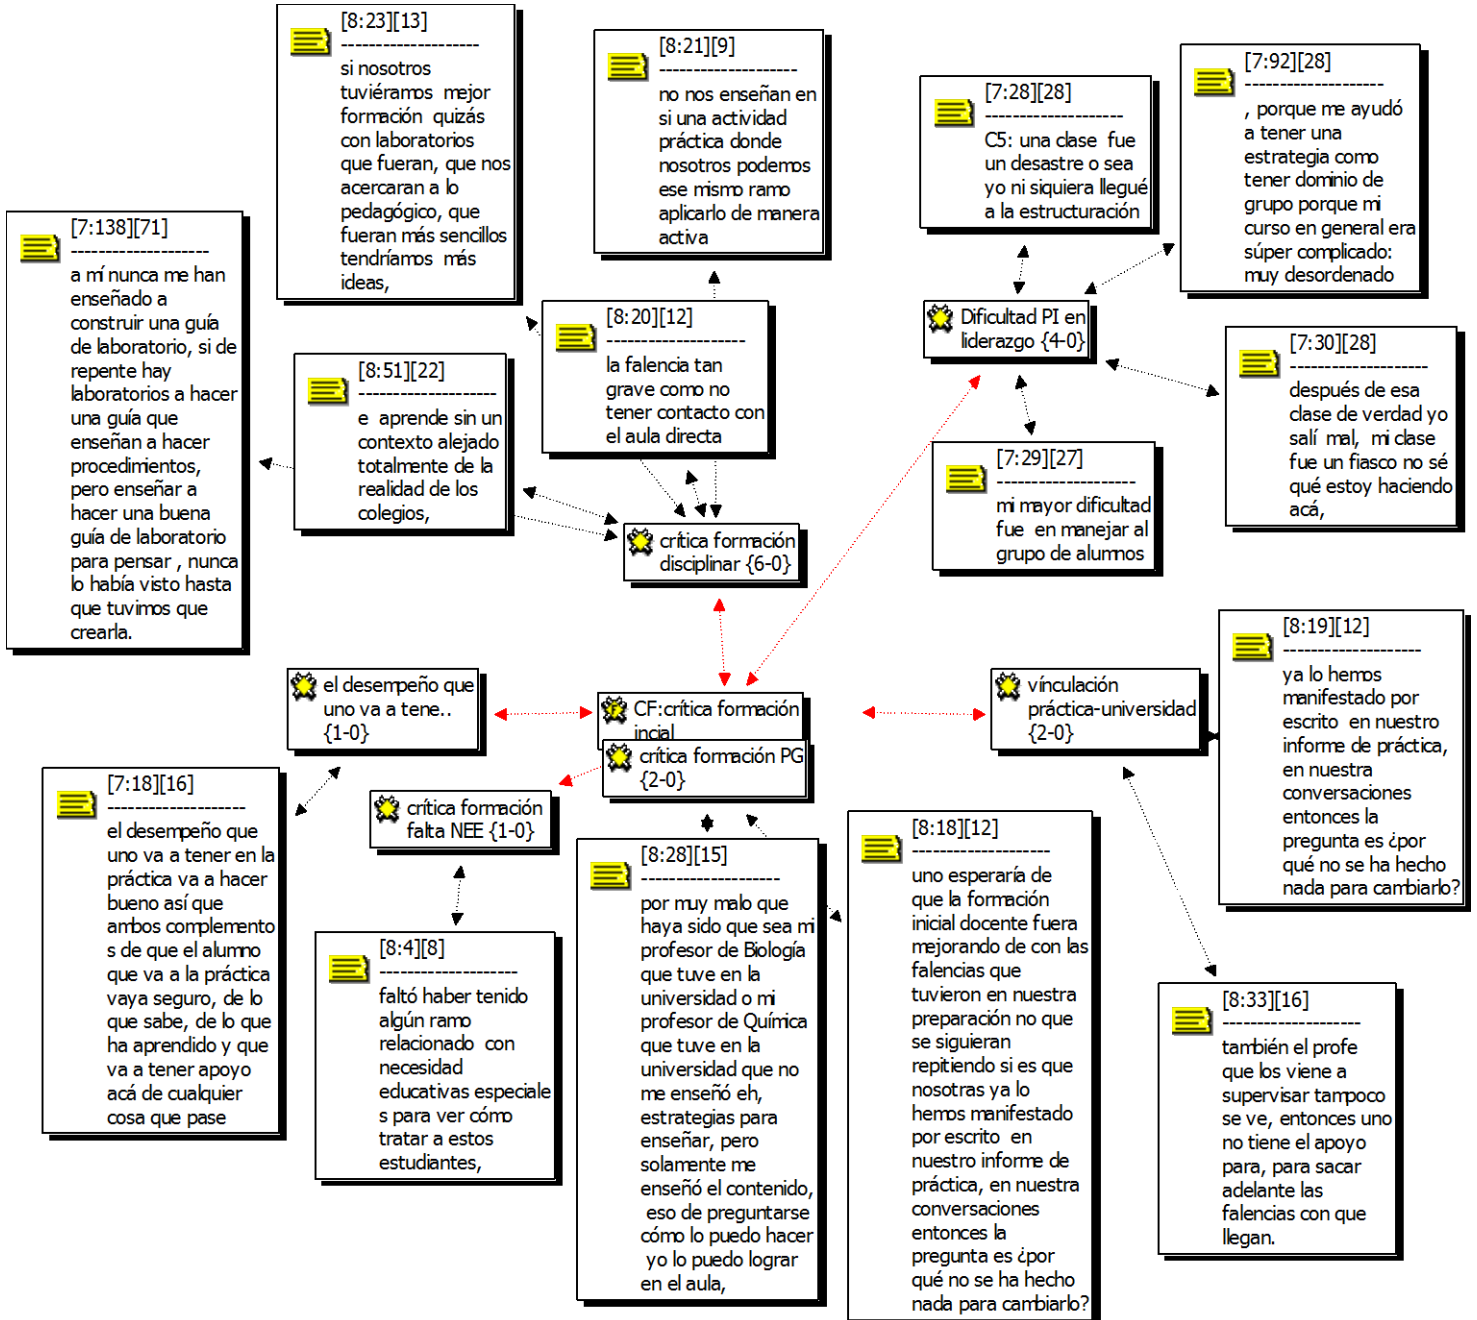 [8:23][13]
--------------------
si nosotros
tuviéramos mejor
formación quizás
con laboratorios
que fueran, que nos
acercaran a lo
pedagógico, que
fueran más sencillos
tendríamos más
ideas,
[8:21][9]
--------------------
no nos enseñan en
si una actividad
práctica donde
nosotros podemos
ese mismo ramo
aplicarlo de manera
activa
[7:28][28]
--------------------
C5: una clase fue
un desastre o sea
yo ni siquiera llegué
a la estructuración
[7:92][28]
--------------------
, porque me ayudó
a tener una
estrategia como
tener dominio de
grupo porque mi
curso en general era
súper complicado:
muy desordenado
[7:138][71]
--------------------
a mí nunca me han
enseñado a
construir una guía
de laboratorio, si de
repente hay
laboratorios a hacer
una guía que
enseñan a hacer
procedimientos,
pero enseñar a
hacer una buena
guía de laboratorio
para pensar , nunca
lo había visto hasta
que tuvimos que
crearla.
[8:51][22]
--------------------
e aprende sin un
contexto alejado
totalmente de la
realidad de los
colegios,
[8:20][12]
--------------------
la falencia tan
grave como no
tener contacto con
el aula directa
Dificultad PI en
liderazgo {4-0}
[7:30][28]
--------------------
después de esa
clase de verdad yo
salí mal, mi clase
fue un fiasco no sé
qué estoy haciendo
acá,
[7:29][27]
--------------------
mi mayor dificultad
fue en manejar al
grupo de alumnos
crítica formación
disciplinar {6-0}
el desempeño que
uno va a tene..
{1-0}
CF:crítica formación
incial
crítica formación PG
{2-0}
vínculación
práctica-universidad
{2-0}
[8:19][12]
--------------------
ya lo hemos
manifestado por
escrito en nuestro
informe de práctica,
en nuestra
conversaciones
entonces la
pregunta es ¿por
qué no se ha hecho
nada para cambiarlo?
[7:18][16]
--------------------
el desempeño que
uno va a tener en la
práctica va a hacer
bueno así que
ambos complemento
s de que el alumno
que va a la práctica
vaya seguro, de lo
que sabe, de lo que
ha aprendido y que
va a tener apoyo
acá de cualquier
cosa que pase
crítica formación
falta NEE {1-0}
[8:4][8]
--------------------
faltó haber tenido
algún ramo
relacionado con
necesidad
educativas especiale
s para ver cómo
tratar a estos
estudiantes,
[8:28][15]
--------------------
por muy malo que
haya sido que sea mi
profesor de Biología
que tuve en la
universidad o mi
profesor de Química
que tuve en la
universidad que no
me enseñó eh,
estrategias para
enseñar, pero
solamente me
enseñó el contenido,
eso de preguntarse
cómo lo puedo hacer
yo lo puedo lograr
en el aula,
[8:18][12]
--------------------
uno esperaría de
que la formación
inicial docente fuera
mejorando de con las
falencias que
tuvieron en nuestra
preparación no que
se siguieran
repitiendo si es que
nosotras ya lo
hemos manifestado
por escrito en
nuestro informe de
práctica, en nuestra
conversaciones
entonces la
pregunta es ¿por
qué no se ha hecho
nada para cambiarlo?
[8:33][16]
--------------------
también el profe
que los viene a
supervisar tampoco
se ve, entonces uno
no tiene el apoyo
para, para sacar
adelante las
falencias con que
llegan.